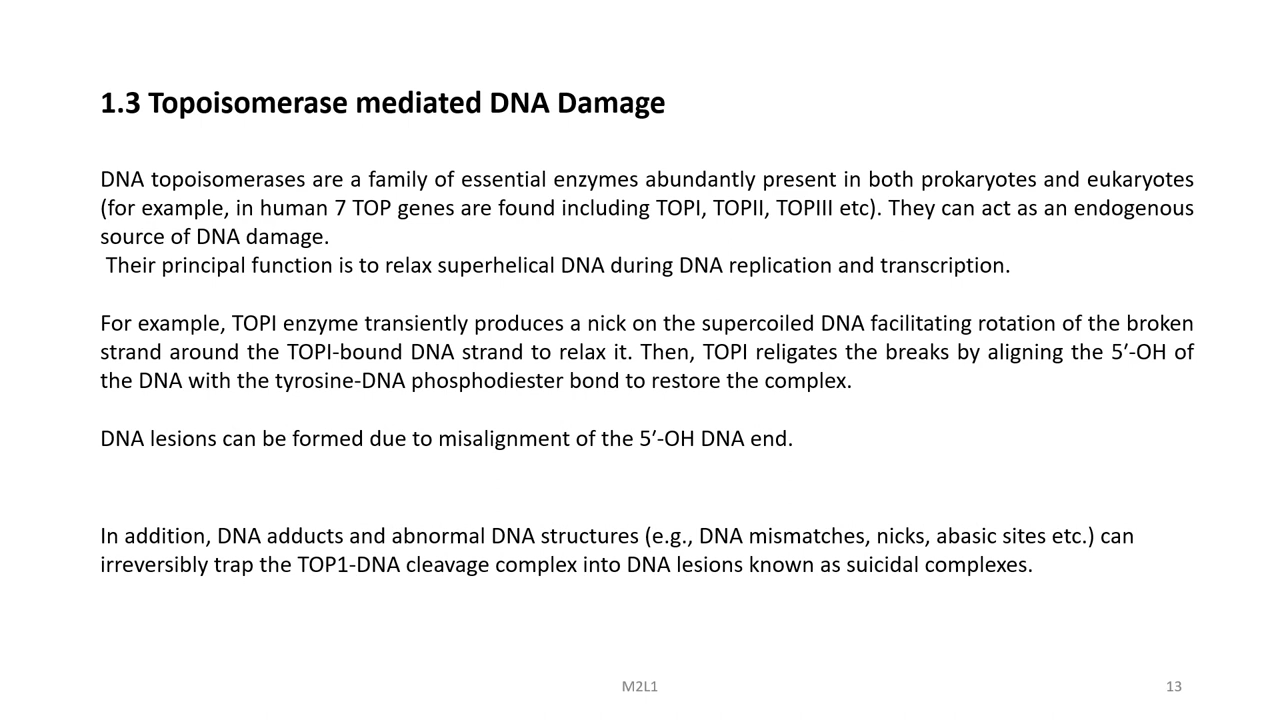 1.3 Topoisomerase mediated DNA Damage
DNA topoisomerases are a family of essential enzymes abundantly present in both prokaryotes and eukaryotes
(for example, in human 7 TOP genes are found including TOPI, TOPII, TOPIII etc). They can act as an endogenous
source of DNA damage.
Their principal function is to relax superhelical DNA during DNA replication and transcription.
For example, TOPI enzyme transiently produces a nick on the supercoiled DNA facilitating rotation of the broken
strand around the TOPI-bound DNA strand to relax it. Then, TOPI religates the breaks by aligning the 5′-OH of
the DNA with the tyrosine-DNA phosphodiester bond to restore the complex.
DNA lesions can be formed due to misalignment of the 5′-OH DNA end.
In addition, DNA adducts and abnormal DNA structures (e.g., DNA mismatches, nicks, abasic sites etc.) can
irreversibly trap the TOP1-DNA cleavage complex into DNA lesions known as suicidal complexes.
M2L1
13